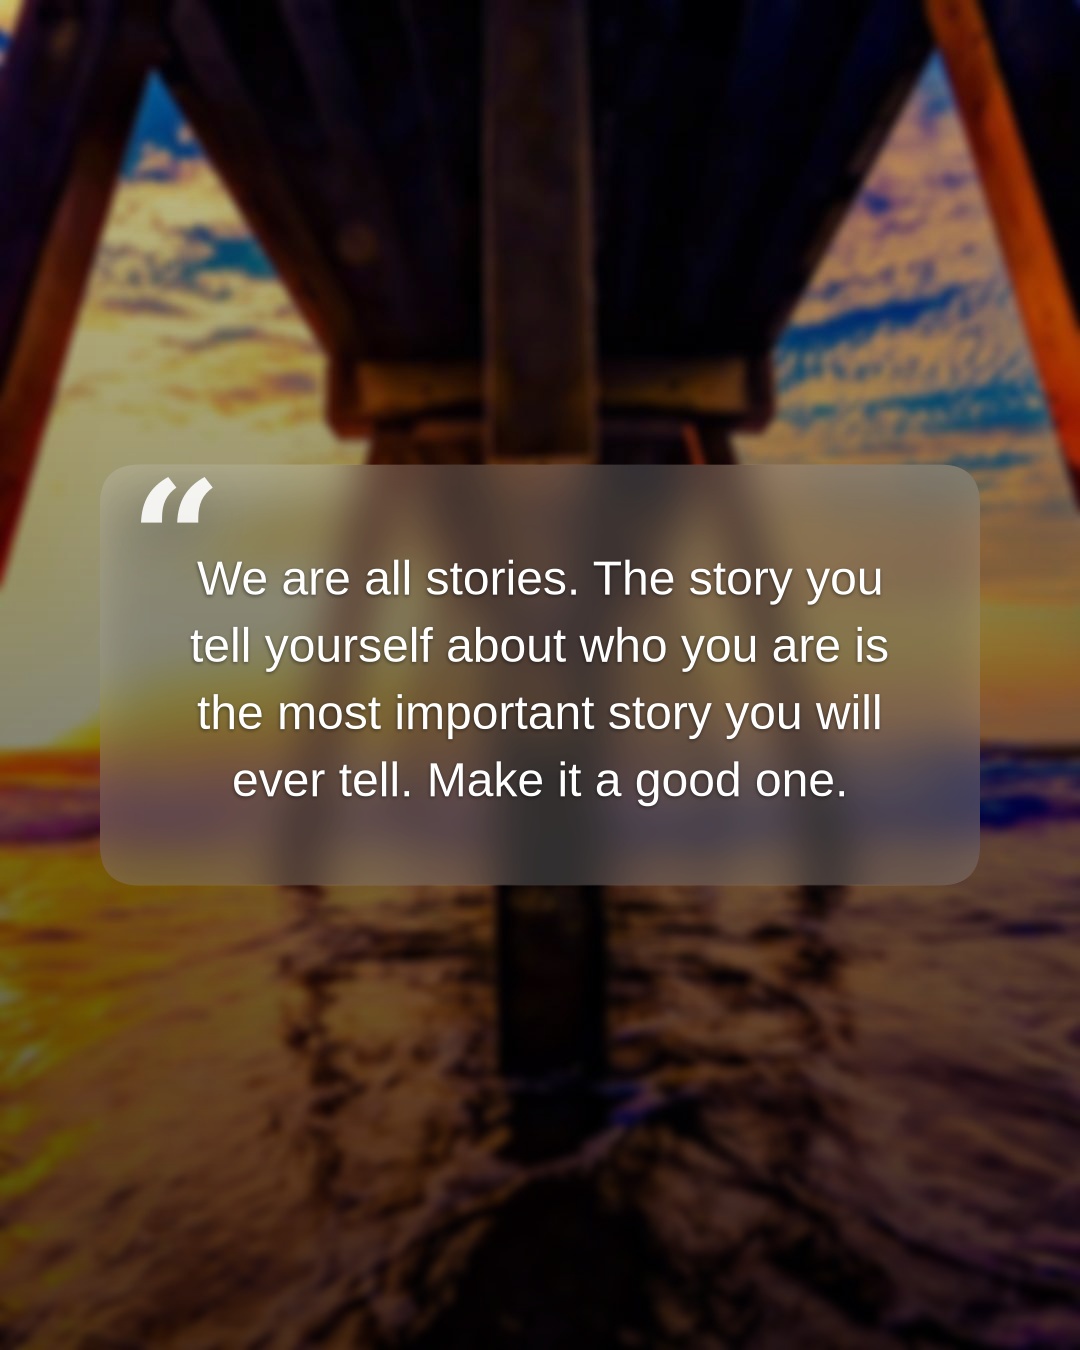 “
We are all stories. The story you
tell yourself about who you are is
the most important story you will
ever tell. Make it a good one.